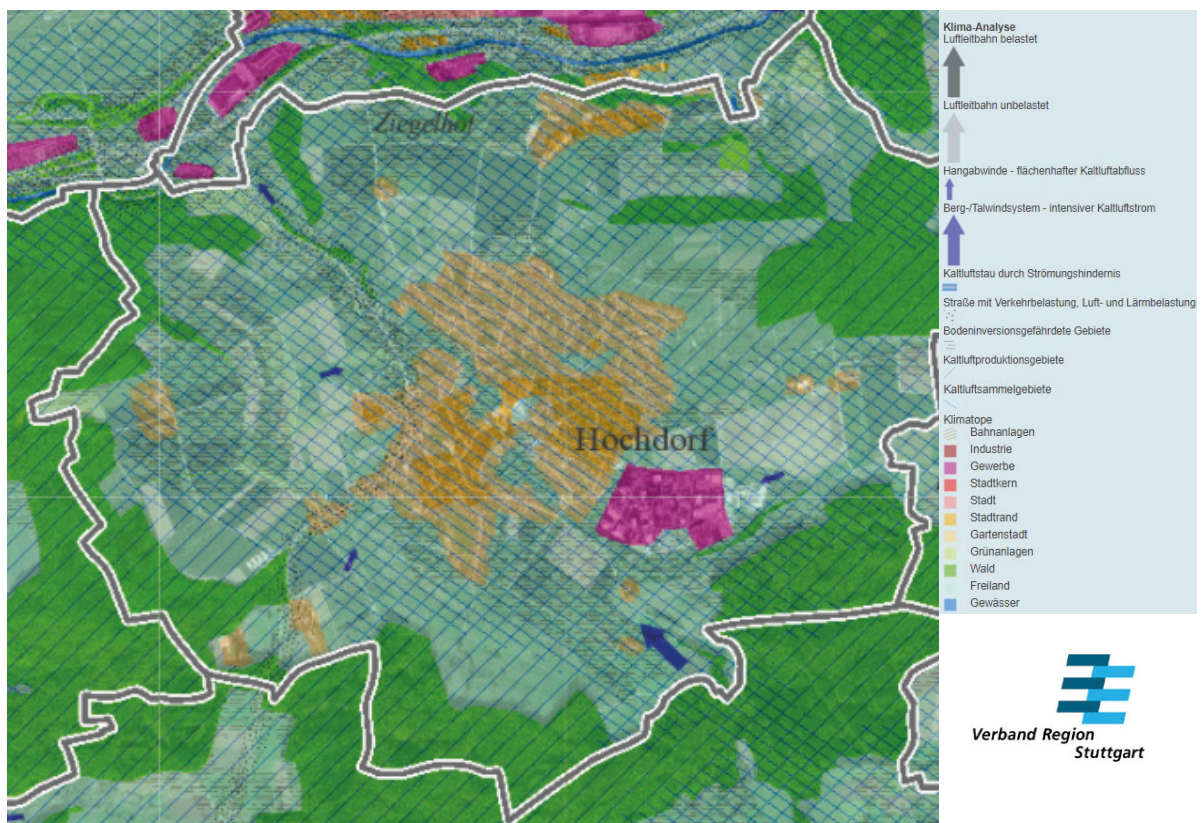 Ziegelhof
Hochdorf
Klima-Analyse
Luftleitbahn belastet
Luftleitbahn unbelastet
Hangabwinde - flächenhafter Kaltluftabfluss
Berg-/Talwindsystem - intensiver Kaltluftstrom
Kaltluftstau durch Strömungshindernis
Straße mit Verkehrbelastung, Luft- und Lärmbelastung
Bodeninversionsgefährdete Gebiete
Kaltluftproduktionsgebiete
Kaltluftsammelgebiete
Klimatope
Bahnanlagen
Industrie
Gewerbe
Stadtkern
Stadt
Stadtrand
Gartenstadt
Grünanlagen
Wald
Freiland
Gewässer
Verband Region
Stuttgart